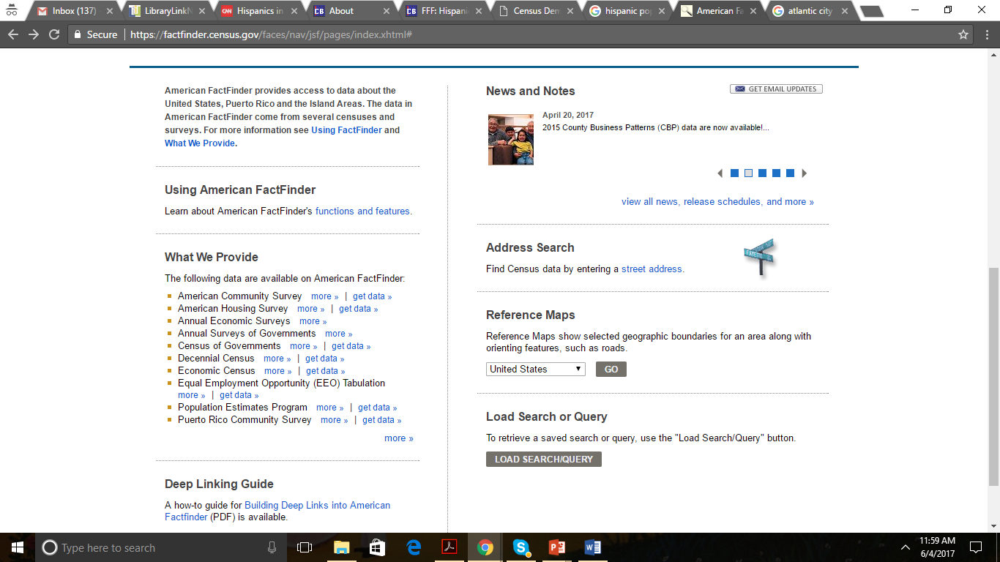 Inbox (137)
LibraryLinkN
Hispanics in
About
FFF: Hispani
Census Dem
hispanic pop
American Fa
atlantic city
Secure
https://factfinder.census.gov/faces/nav/jsf/pages/index.xhtml#
American FactFinder provides access to data about the
United States, Puerto Rico and the Island Areas. The data in
American FactFinder come from several censuses and
surveys. For more information see Using FactFinder and
What We Provide.
Using American FactFinder
Learn about American FactFinder's functions and features.
What We Provide
The following data are available on American FactFinder:
American Community Survey more » | get data »
American Housing Survey more » | get data »
Annual Economic Surveys more »
Annual Surveys of Governments more »
Census of Governments more » | get data »
Decennial Census more » | get data »
Economic Census more » | get data »
Equal Employment Opportunity (EEO) Tabulation
more » | get data »
Population Estimates Program more » | get data »
Puerto Rico Community Survey more » | get data »
more »
Deep Linking Guide
A how-to guide for Building Deep Links into American
Factfinder (PDF) is available.
News and Notes
GET EMAIL UPDATES
April 20, 2017
2015 County Business Patterns (CBP) data are now available!...
view all news, release schedules, and more »
Address Search
Find Census data by entering a street address.
Reference Maps
Reference Maps show selected geographic boundaries for an area along with
orienting features, such as roads.
United States
GO
Load Search or Query
To retrieve a saved search or query, use the "Load Search/Query" button.
LOAD SEARCH/QUERY
Type here to search
11:59 AM
6/4/2017